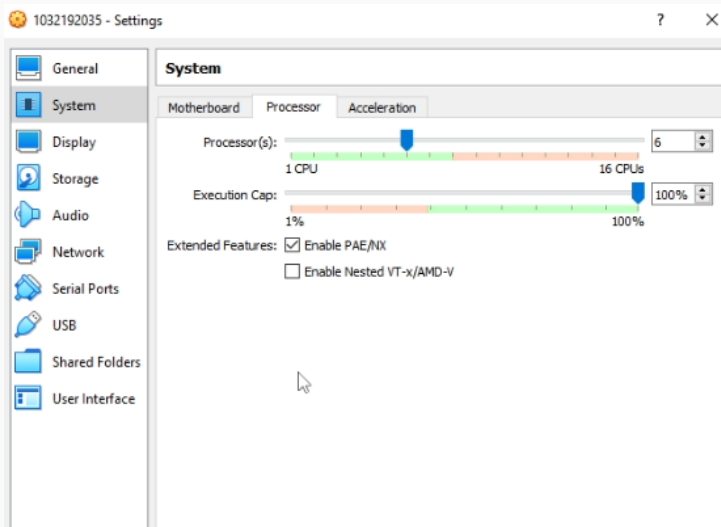 1032192035 - Settings
?
General
System
Display
Storage
Audio
Network
Serial Ports
USB
Shared Folders
User Interface
System
Motherboard Processor Acceleration
Processor(s): 6
1 CPU 16 CPUs
Execution Cap: 100%
1% 100%
Extended Features: Enable PAE/NX
Enable Nested VT-x/AMD-V